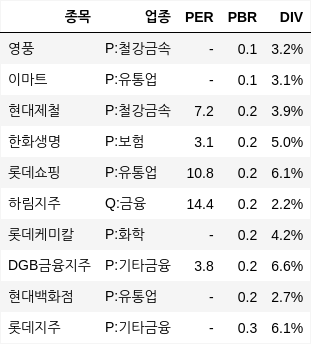 종목 업종 PER PBR DIV
영풍 P:철강금속 - 0.1 3.2%
이마트 P:유통업 - 0.1 3.1%
현대제철 P:철강금속 7.2 0.2 3.9%
한화생명 P:보험 3.1 0.2 5.0%
롯데쇼핑 P:유통업 10.8 0.2 6.1%
하림지주 Q:금융 14.4 0.2 2.2%
롯데케미칼 P:화학 - 0.2 4.2%
DGB금융지주 P:기타금융 3.8 0.2 6.6%
현대백화점 P:유통업 - 0.2 2.7%
롯데지주 P:기타금융 - 0.3 6.1%